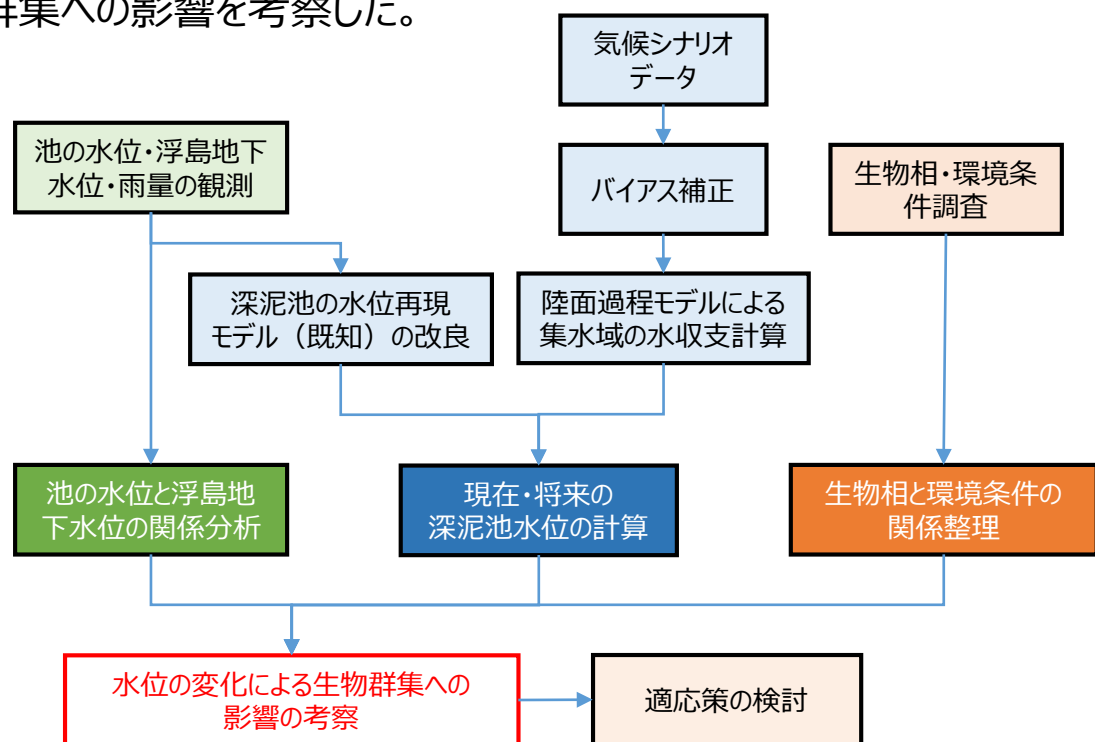 群集への影響を考察した。
気候シナリオ
データ
池の水位・浮島地下
水位・雨量の観測
バイアス補正
生物相・環境条
件調査
深泥池の水位再現
モデル（既知）の改良
陸面過程モデルによる
集水域の水収支計算
池の水位と浮島地
下水位の関係分析
現在・将来の
深泥池水位の計算
生物相と環境条件の
関係整理
水位の変化による生物群集への
影響の考察
適応策の検討